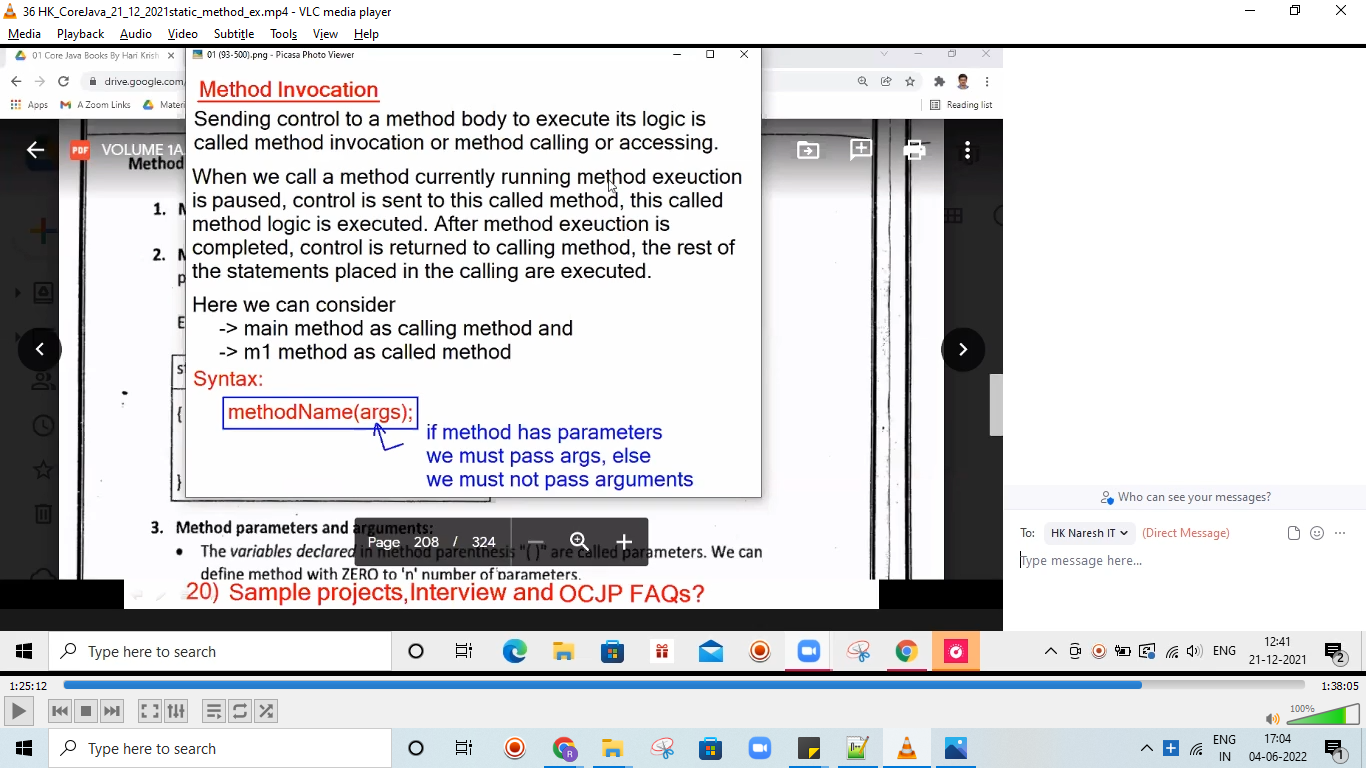 36 HK_CoreJava_21_12_2021static_method_ex.mp4 - VLC media player
Media Playback Audio Video Subtitle Tools View Help
01 Core Java Books By Hari Krish
01 (93-500).png - Picasa Photo Viewer
drive.google.com
Apps
A Zoom Links
Materi
Reading list
PDF
VOLUME 1A
Method
1.
2.
Method Invocation
Sending control to a method body to execute its logic is
called method invocation or method calling or accessing.
When we call a method currently running method exeuction
is paused, control is sent to this called method, this called
method logic is executed. After method exeuction is
completed, control is returned to calling method, the rest of
the statements placed in the calling are executed.
Here we can consider
-> main method as calling method and
-> m1 method as called method
Syntax:
methodName(args);
if method has parameters
we must pass args, else
we must not pass arguments
{
}
3. Method parameters and arguments:
Page 208 / 324
• The variables declared in method parenthesis "( )" are called parameters. We can
define method with ZERO to 'n' number of parameters.
20) Sample projects,Interview and OCJP FAQs?
Who can see your messages?
To: HK Naresh IT (Direct Message)
Type message here...
Type here to search
ENG
12:41
21-12-2021
2
1:25:12
1:38:05
100%
Type here to search
R
ENG
IN
17:04
04-06-2022
1